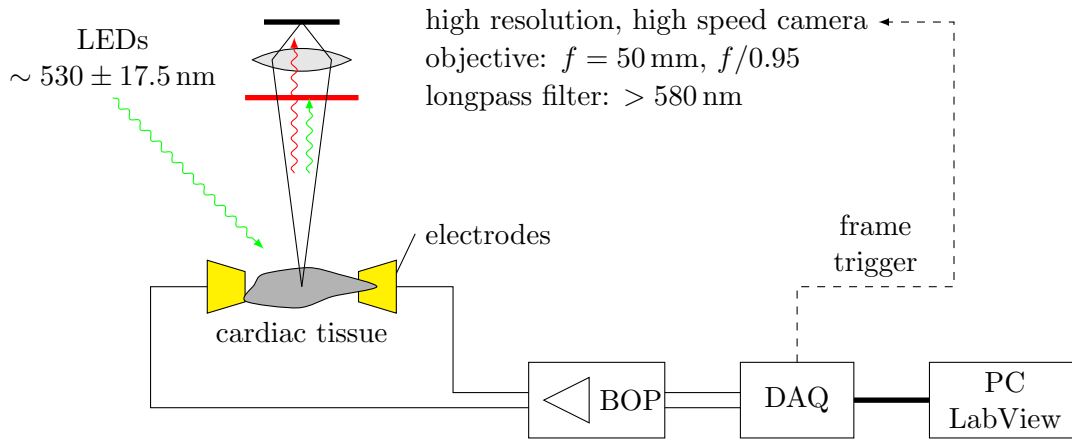 LEDs
∼ 530 ± 17.5 nm
high resolution, high speed camera
objective: f = 50 mm, f/0.95
longpass filter: > 580 nm
electrodes
frame
trigger
cardiac tissue
BOP
DAQ
PC
LabView